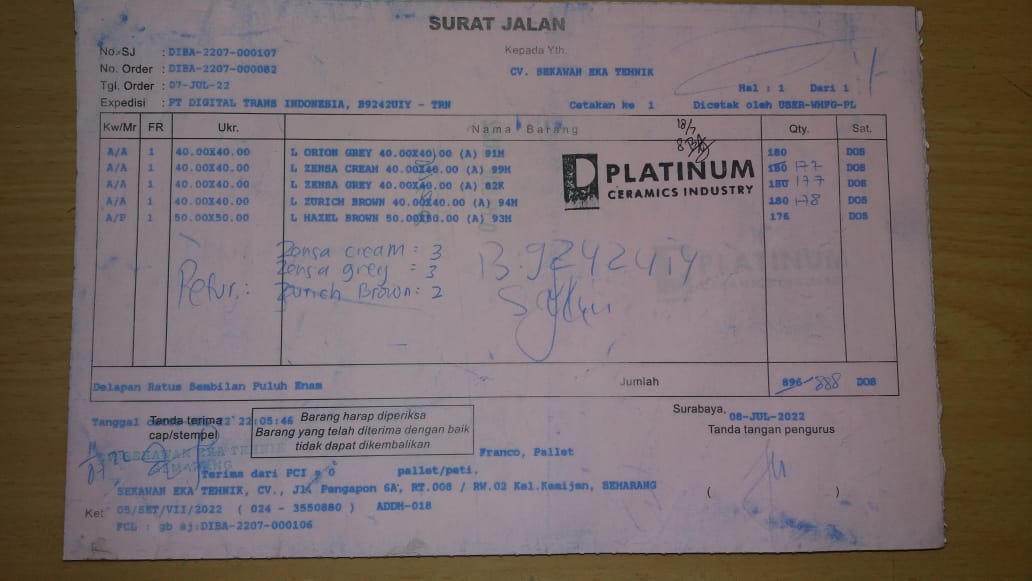 SURAT JALAN
No. SJ : DIBA-2207-000107
Kepada Yth.
No. Order : DIBA-2207-000082
CV. SEKAWAN EKA TEHNIK
Tgl. Order : 07-JUL-22
Hal : 1 Dari 1
Expedisi : PT DIGITAL TRANS INDONESIA, B9242UIY - TRN
Cetakan ke 1 Dicetak oleh USER-WHFG-PL
Kw/Mr FR Ukr. Nama Barang Qty. Sat.
18/7
A/A 1 40.00X40.00 L ORION GREY 40.00X40.00 (A) 91M 180 DOS
A/A 1 40.00X40.00 L ZENSA CREAM 40.00X40.00 (A) 99M 180 177 DOS
A/A 1 40.00X40.00 L ZENSA GREY 40.00X40.00 (A) 82K 180 177 DOS
A/A 1 40.00X40.00 L ZURICH BROWN 40.00X40.00 (A) 94M 180 178 DOS
A/P 1 50.00X50.00 L HAZEL BROWN 50.00X50.00 (A) 93M 176 DOS
PLATINUM
CERAMICS INDUSTRY
Retur :
Zensa cream : 3
Zensa grey : 3
Zurich Brown : 2
B 9242 UIY
Delapan Ratus Sembilan Puluh Enam Jumlah 896 888 DOS
Surabaya, 08-JUL-2022
Tanggal 22:05:46
Tanda terima
cap/stempel
Barang harap diperiksa
Barang yang telah diterima dengan baik
tidak dapat dikembalikan
Tanda tangan pengurus
Franco, Pallet
SEKAWAN EKA TEHNIK
SEMARANG
Terima dari PCI = 0 pallet/peti,
SEKAWAN EKA TEHNIK, CV., Jl. Pengapon 6A, RT.008 / RW.02 Kel.Kemijen, SEMARANG
( )
Ket. 05/SET/VII/2022 ( 024 - 3550880 ) ADDH-018
FCL : gb sj:DIBA-2207-000106